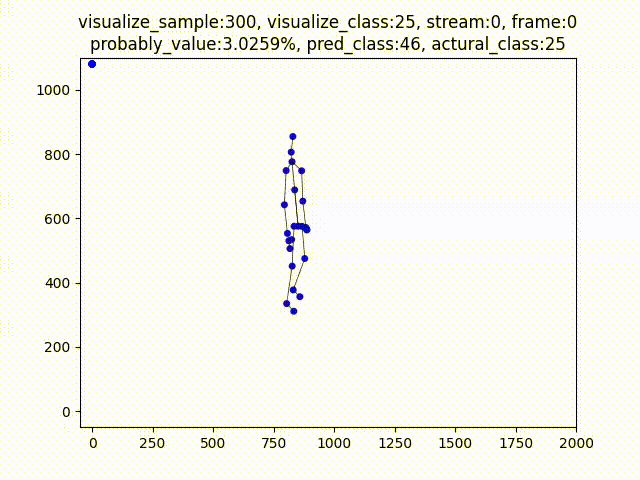 visualize_sample:300, visualize_class:25, stream:0, frame:0
probably_value:3.0259%, pred_class:46, actural_class:25
1000
800
600
400
200
0
0 250 500 750 1000 1250 1500 1750 2000